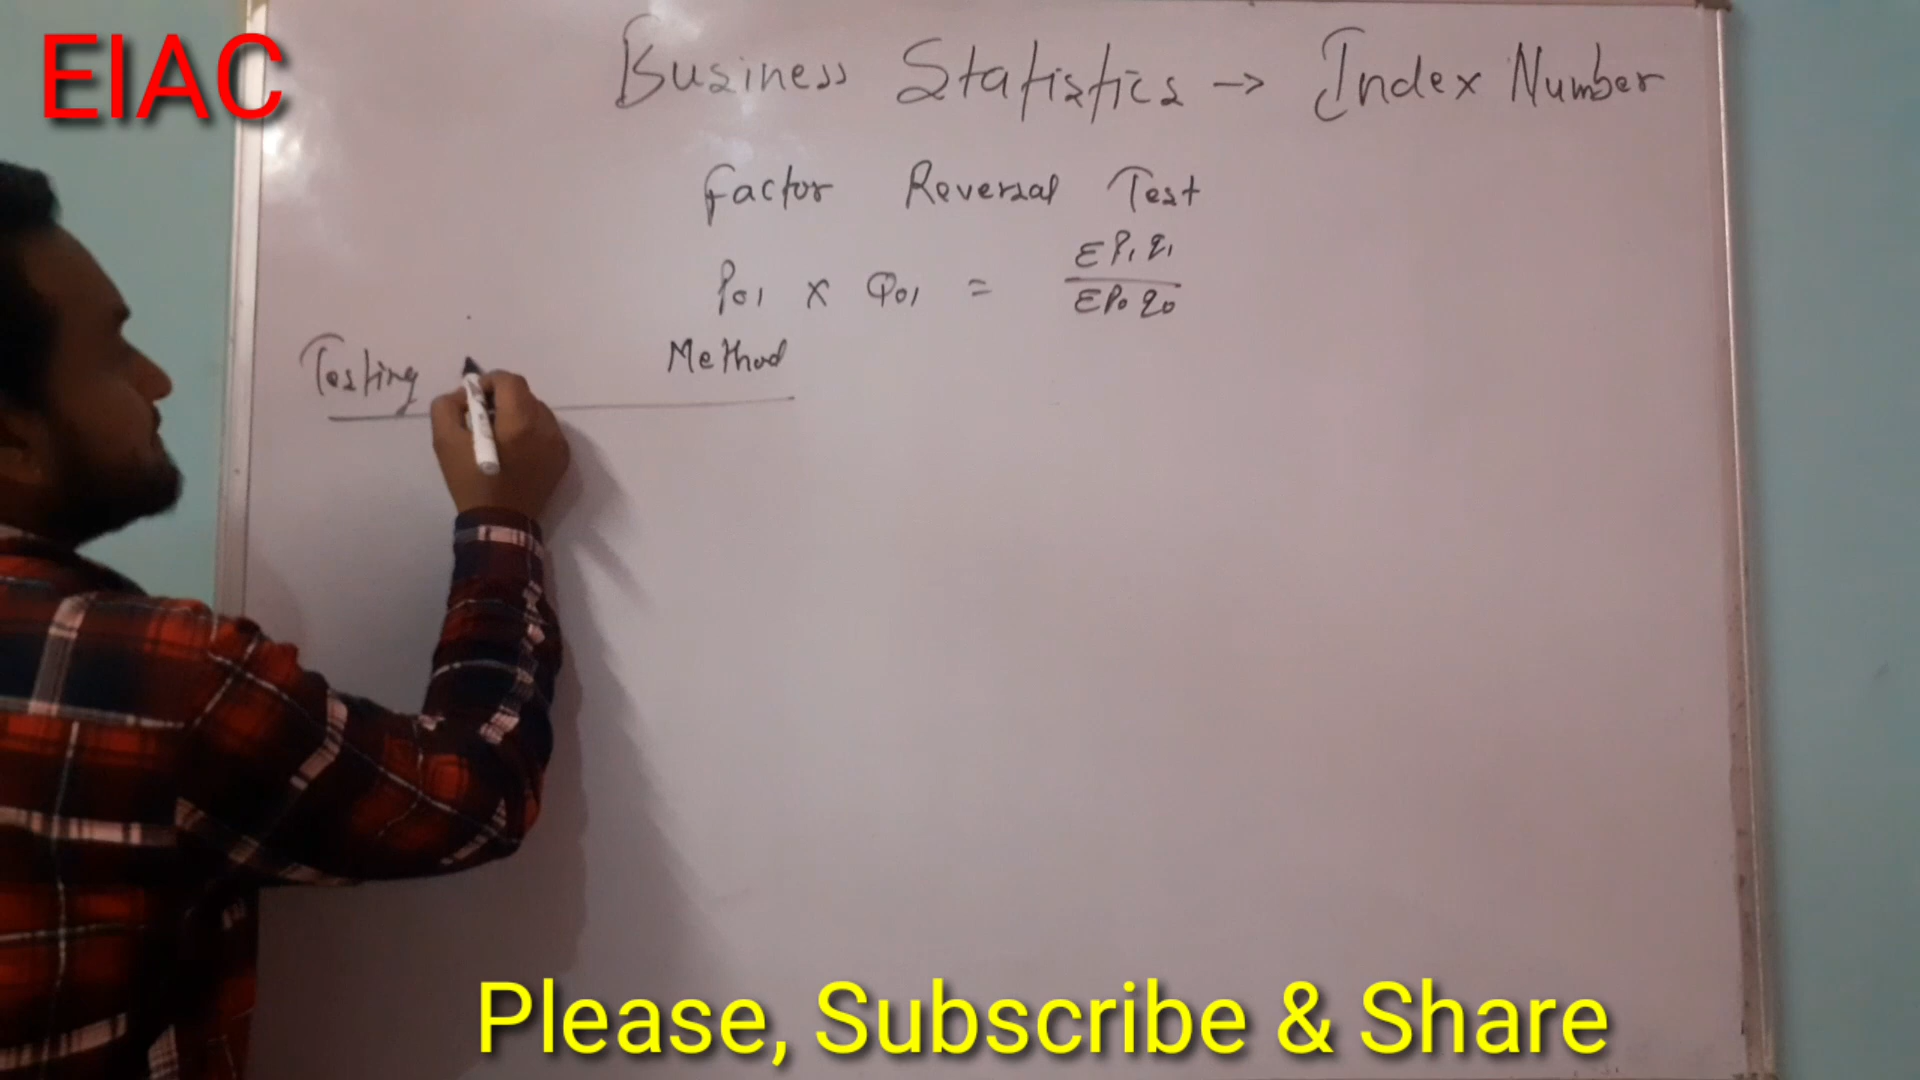 EIAC
Business Statistics → Index Number
Factor Reversal Test
P01 × Q01 = ΣP1q1 / ΣP0q0
Testing Method
Please, Subscribe & Share